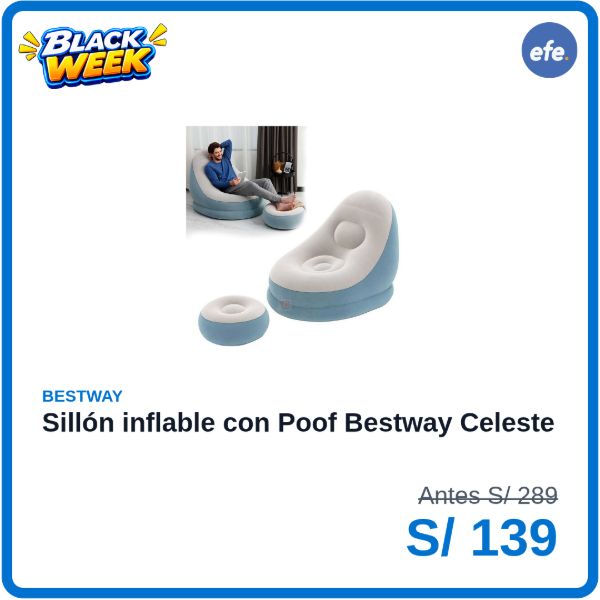 BLACK
WEEK
efe.
BESTWAY
Sillón inflable con Poof Bestway Celeste
Antes S/ 289
S/ 139